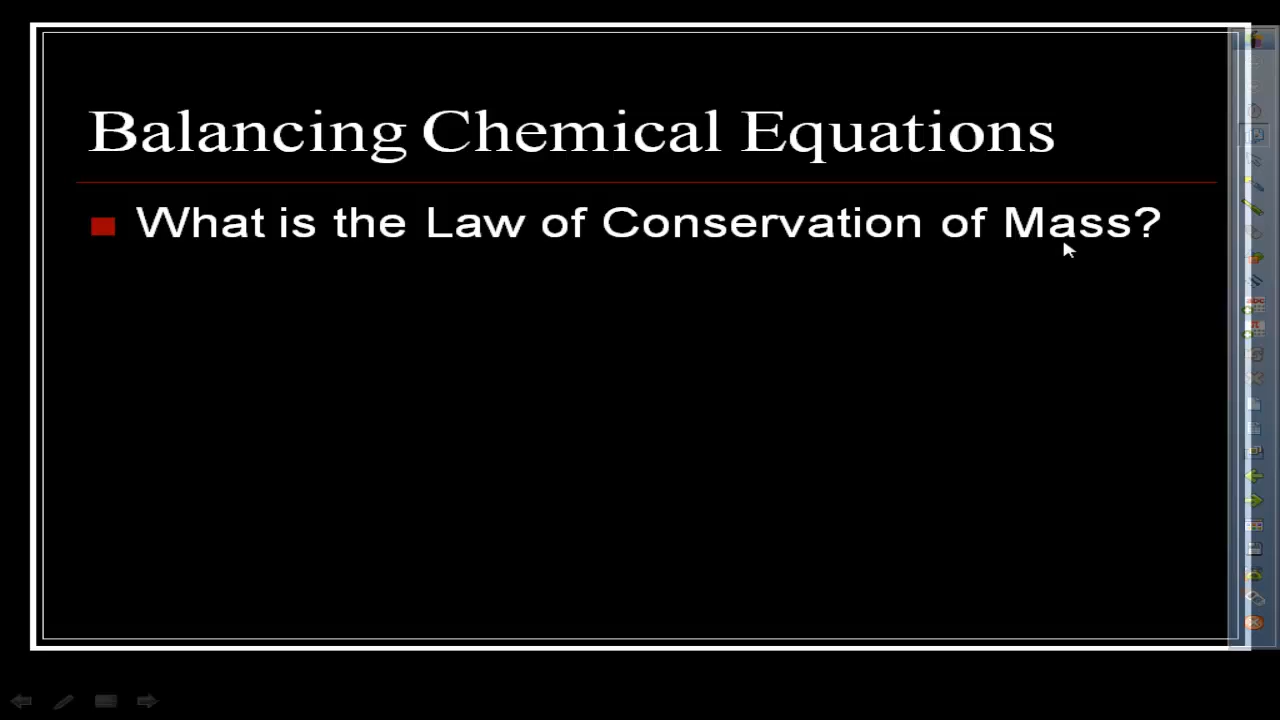 Balancing Chemical Equations
What is the Law of Conservation of Mass?